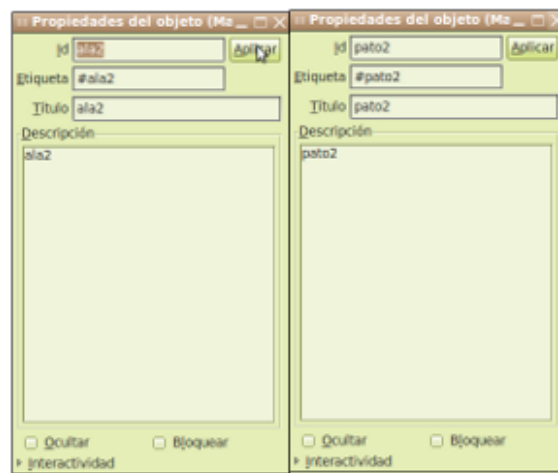 Propiedades del objeto (Ma
Id ala2 Aplicar
Etiqueta #ala2
Título ala2
Descripción
ala2
Ocultar Bloquear
Interactividad
Propiedades del objeto (Ma
Id pato2 Aplicar
Etiqueta #pato2
Título pato2
Descripción
pato2
Ocultar Bloquear
Interactividad